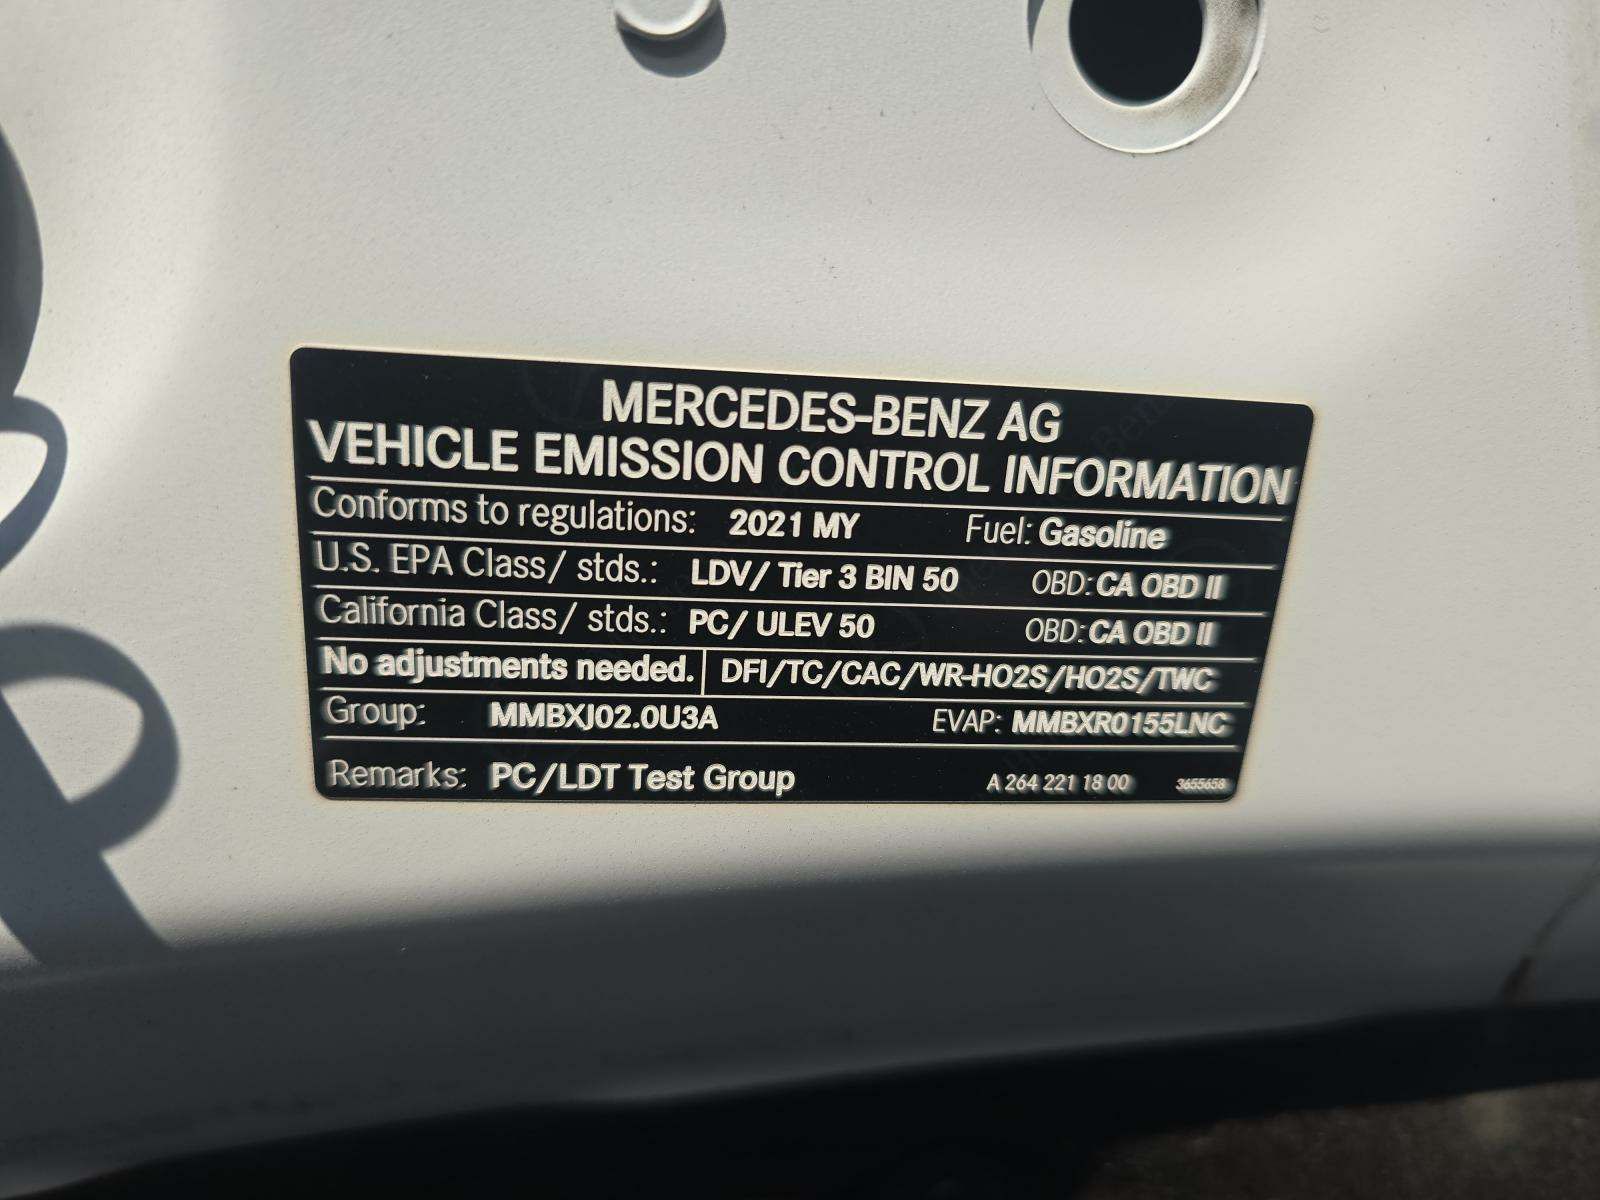 MERCEDES-BENZ AG
VEHICLE EMISSION CONTROL INFORMATION
Conforms to regulations: 2021 MY Fuel: Gasoline
U.S. EPA Class/ stds.: LDV/ Tier 3 BIN 50 OBD: CA OBD II
California Class/ stds.: PC/ ULEV 50 OBD: CA OBD II
No adjustments needed. DFI/TC/CAC/WR-HO2S/HO2S/TWC
Group: MMBXJ02.0U3A EVAP: MMBXR0155LNC
Remarks: PC/LDT Test Group A 264 221 18 00 3655658